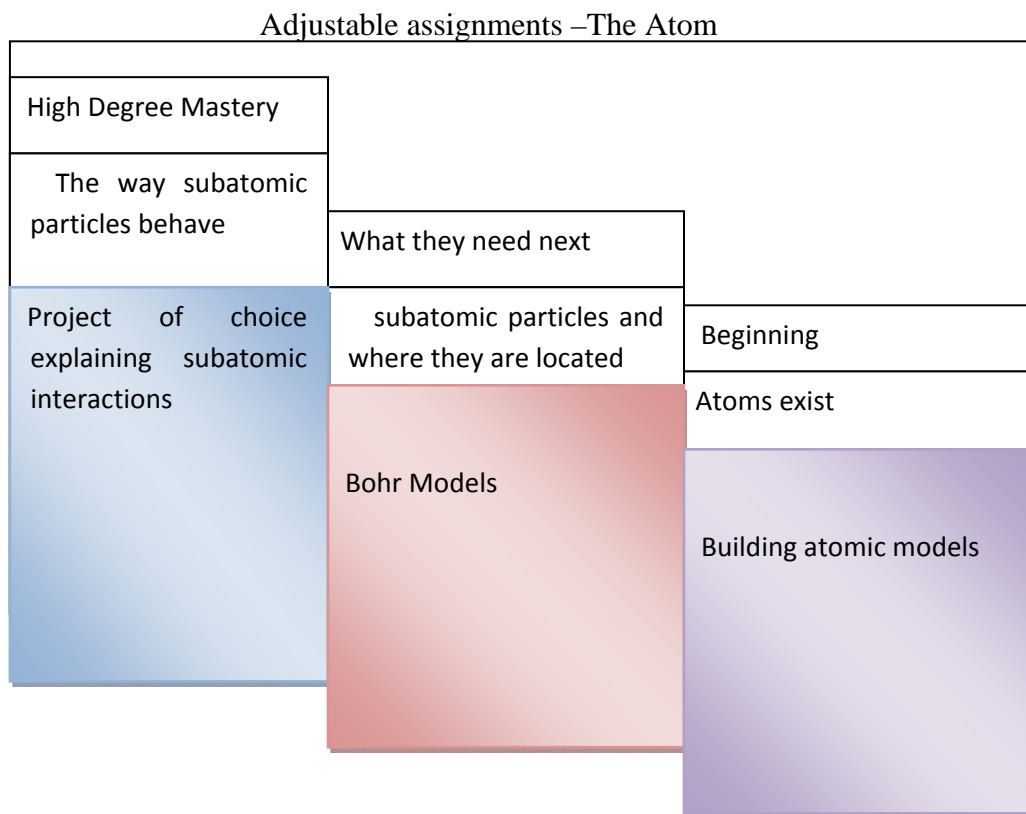 Adjustable assignments –The Atom
High Degree Mastery
The way subatomic
particles behave
Project of choice
explaining subatomic
interactions
What they need next
subatomic particles and
where they are located
Bohr Models
Beginning
Atoms exist
Building atomic models